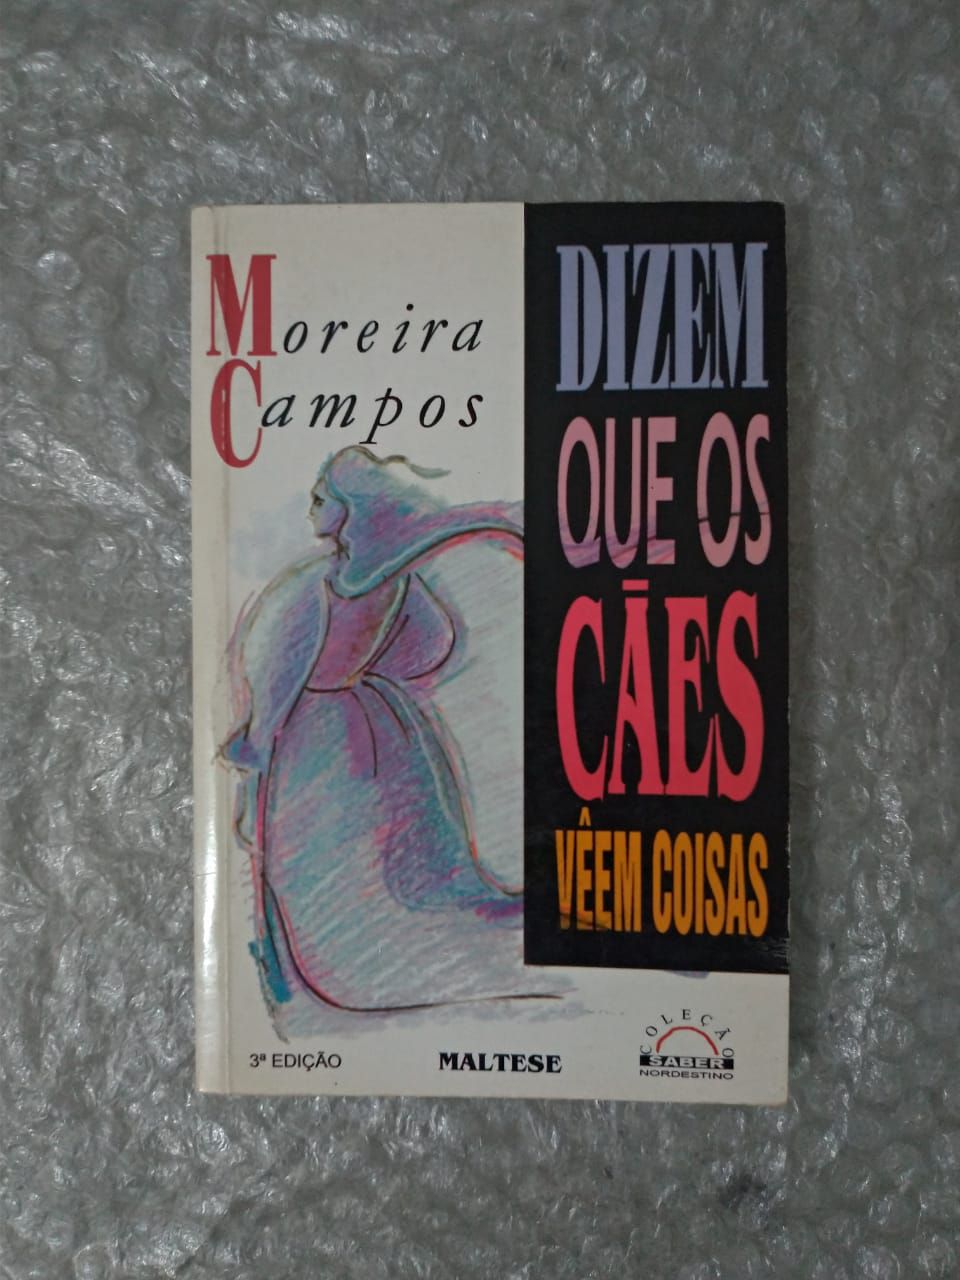 Moreira
Campos
DIZEM
QUE OS
CÃES
VÊEM COISAS
3ª EDIÇÃO
MALTESE
COLEÇÃO
SABER
NORDESTINO